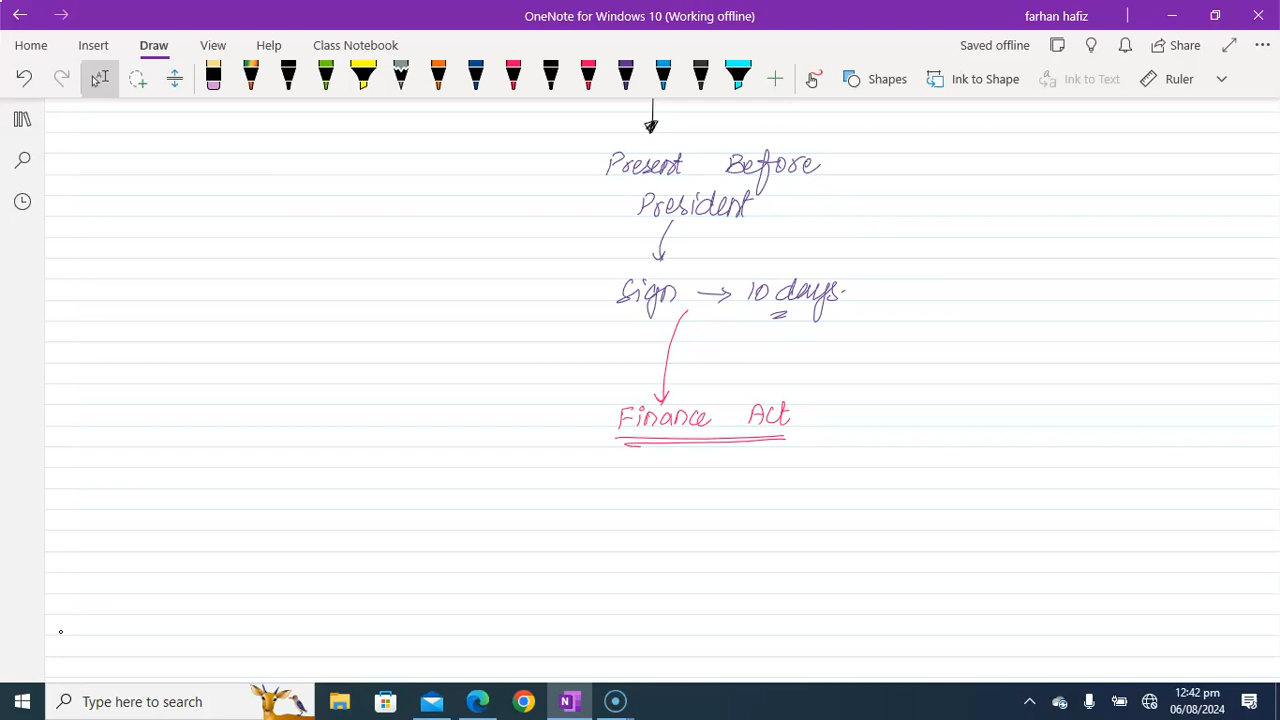 OneNote for Windows 10 (Working offline)
farhan hafiz
Home Insert Draw View Help Class Notebook
Saved offline Share
Shapes Ink to Shape Ink to Text Ruler
Present Before
President
Sign → 10 days.
Finance Act
Type here to search
12:42 pm
06/08/2024